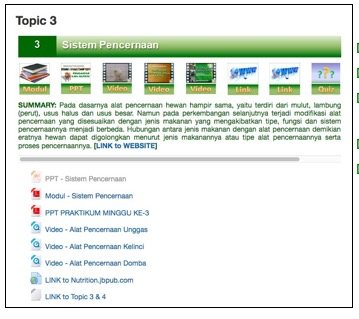 Topic 3
3 Sistem Pencernaan
Modul PPT Video Video Video Link Link Quiz
SUMMARY: Pada dasarnya alat pencernaan hewan hampir sama, yaitu terdiri dari mulut, lambung
(perut), usus halus dan usus besar. Namun pada perkembangan selanjutnya terjadi modifikasi alat
pencernaan yang disesuaikan dengan jenis makanan yang mengakibatkan tipe, fungsi dan sistem
pencernaannya menjadi berbeda. Hubungan antara jenis makanan dengan alat pencernaan demikian
eratnya hewan dapat digolongkan menurut jenis makanannya atau tipe alat pencernaannya serta
proses pencernaannya. [LINK to WEBSITE]
PPT - Sistem Pencernaan
Modul - Sistem Pencernaan
PPT PRAKTIKUM MINGGU KE-3
Video - Alat Pencernaan Unggas
Video - Alat Pencernaan Kelinci
Video - Alat Pencernaan Domba
LINK to Nutrition.jbpub.com
LINK to Topic 3 & 4